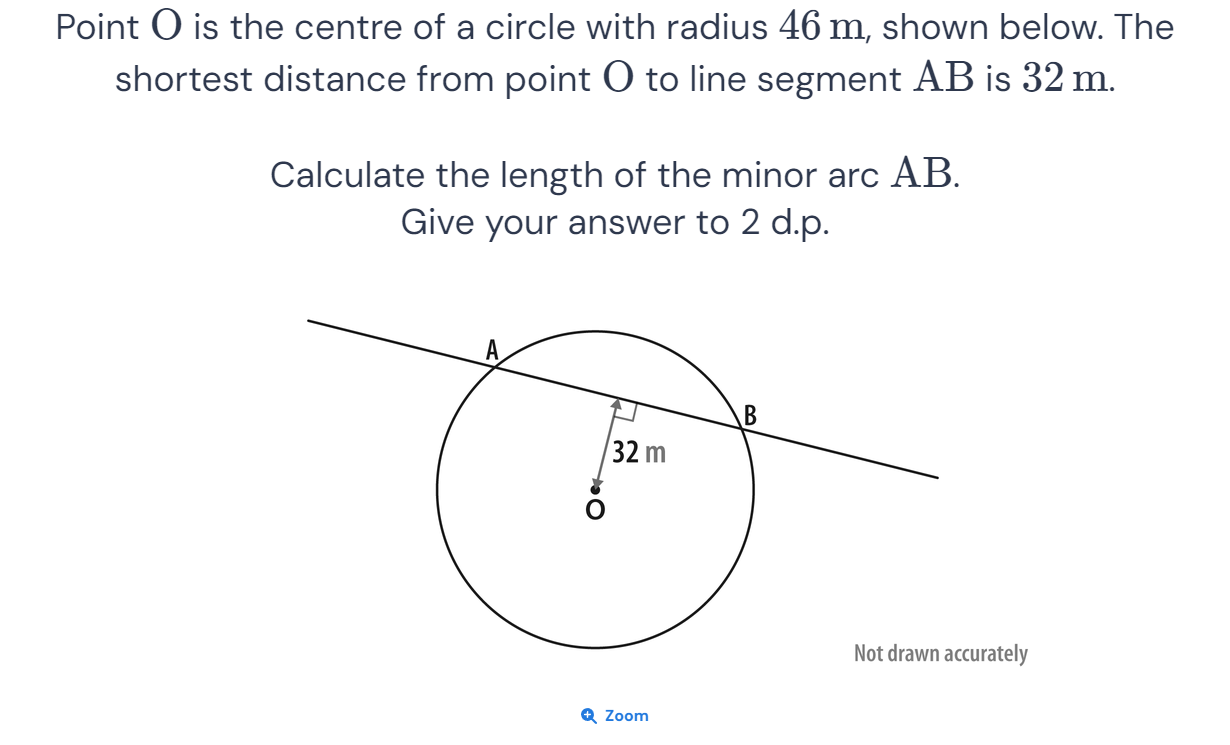 Point O is the centre of a circle with radius 46 m, shown below. The
shortest distance from point O to line segment AB is 32 m.
Calculate the length of the minor arc AB.
Give your answer to 2 d.p.
A
B
32 m
O
Not drawn accurately
Zoom